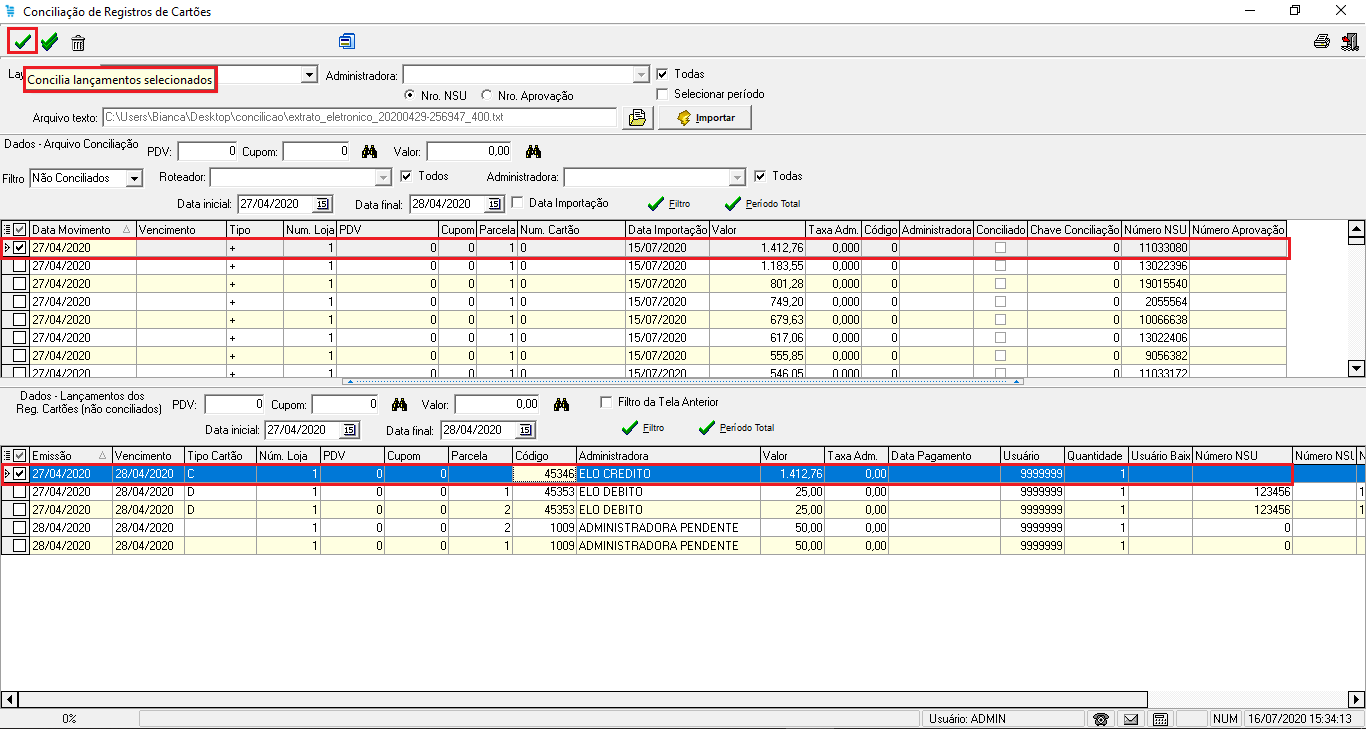 Conciliação de Registros de Cartões
Concilia lançamentos selecionados
Administradora: Todas
Nro. NSU Nro. Aprovação Selecionar período
Arquivo texto: C:\Users\Bianca\Desktop\concilicao\extrato_eletronico_20200429-256947_400.txt Importar
Dados - Arquivo Conciliação PDV: 0 Cupom: 0 Valor: 0,00
Filtro Não Conciliados Roteador: Todos Administradora: Todas
Data inicial: 27/04/2020 15 Data final: 28/04/2020 15 Data Importação Filtro Período Total
Data Movimento Vencimento Tipo Num. Loja PDV Cupom Parcela Num. Cartão Data Importação Valor Taxa Adm. Código Administradora Conciliado Chave Conciliação Número NSU Número Aprovação
27/04/2020 + 1 0 0 1 0 15/07/2020 1.412,76 0,000 0 0 11033080
27/04/2020 + 1 0 0 1 0 15/07/2020 1.183,55 0,000 0 0 13022396
27/04/2020 + 1 0 0 1 0 15/07/2020 801,28 0,000 0 0 19015540
27/04/2020 + 1 0 0 1 0 15/07/2020 749,20 0,000 0 0 2055564
27/04/2020 + 1 0 0 1 0 15/07/2020 679,63 0,000 0 0 10066638
27/04/2020 + 1 0 0 1 0 15/07/2020 617,06 0,000 0 0 13022406
27/04/2020 + 1 0 0 1 0 15/07/2020 555,85 0,000 0 0 9056382
27/04/2020 + 1 0 0 1 0 15/07/2020 546,05 0,000 0 0 11033172
Dados - Lançamentos dos
Reg. Cartões (não conciliados) PDV: 0 Cupom: 0 Valor: 0,00 Filtro da Tela Anterior
Data inicial: 27/04/2020 15 Data final: 28/04/2020 15 Filtro Período Total
Emissão Vencimento Tipo Cartão Núm. Loja PDV Cupom Parcela Código Administradora Valor Taxa Adm. Data Pagamento Usuário Quantidade Usuário Baix Número NSU Número NSU N
27/04/2020 28/04/2020 C 1 0 0 1 45346 ELO CREDITO 1.412,76 0,00 9999999 1
27/04/2020 28/04/2020 D 1 0 0 1 45353 ELO DEBITO 25,00 0,00 9999999 1 123456 1
27/04/2020 28/04/2020 D 1 0 0 2 45353 ELO DEBITO 25,00 0,00 9999999 1 123456 1
28/04/2020 28/04/2020 1 0 0 2 1009 ADMINISTRADORA PENDENTE 50,00 0,00 9999999 1 0
28/04/2020 28/04/2020 1 0 0 1 1009 ADMINISTRADORA PENDENTE 50,00 0,00 9999999 1 0
0% Usuário: ADMIN NUM 16/07/2020 15:34:13